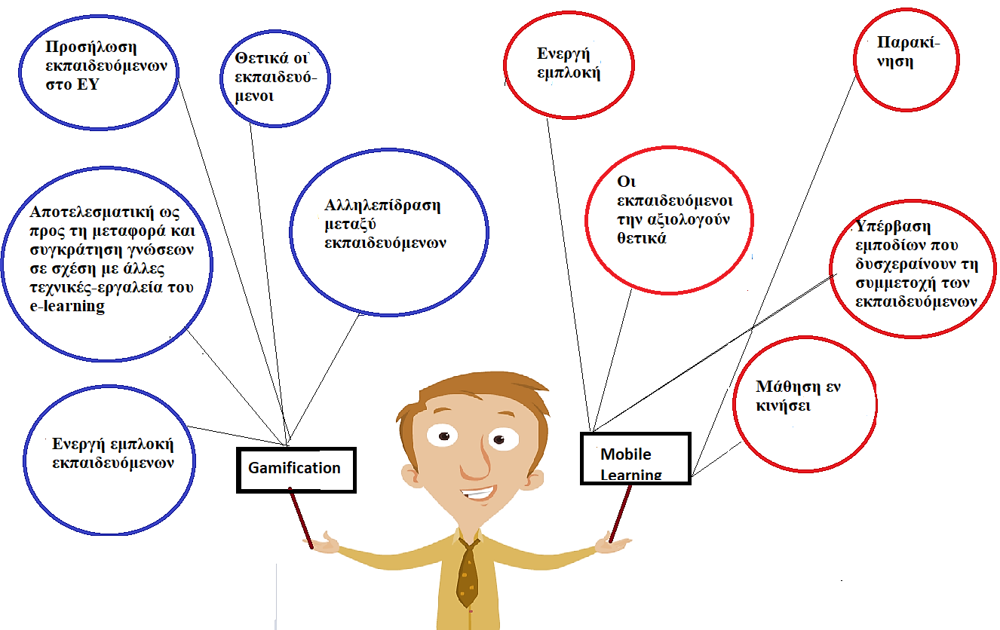 Προσήλωση
εκπαιδευόμενων
στο ΕΥ
Θετικά οι
εκπαιδευό-
μενοι
Αποτελεσματική ως
προς τη μεταφορά και
συγκράτηση γνώσεων
σε σχέση με άλλες
τεχνικές-εργαλεία του
e-learning
Αλληλεπίδραση
μεταξύ
εκπαιδευόμενων
Ενεργή εμπλοκή
εκπαιδευόμενων
Gamification
Ενεργή
εμπλοκή
Παρακί-
νηση
Οι
εκπαιδευόμενοι
την αξιολογούν
θετικά
Υπέρβαση
εμποδίων που
δυσχεραίνουν τη
συμμετοχή των
εκπαιδευόμενων
Μάθηση εν
κινήσει
Mobile
Learning